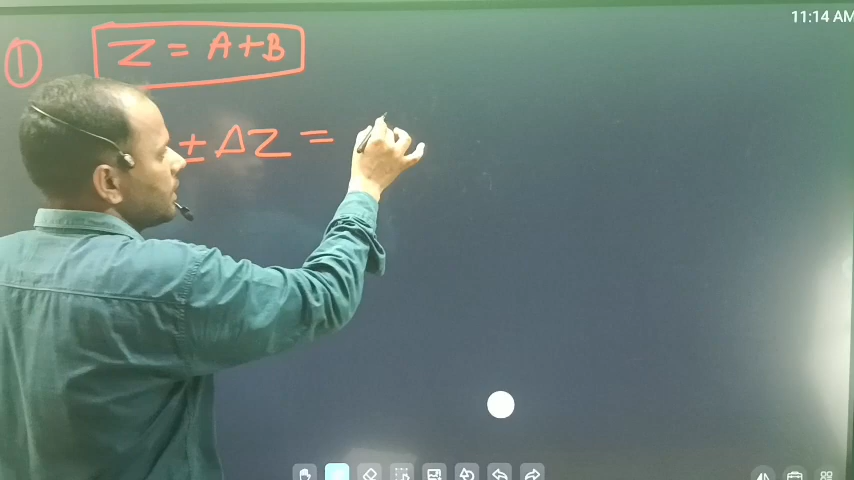 11:14 AM
① Z = A + B
± ΔZ =